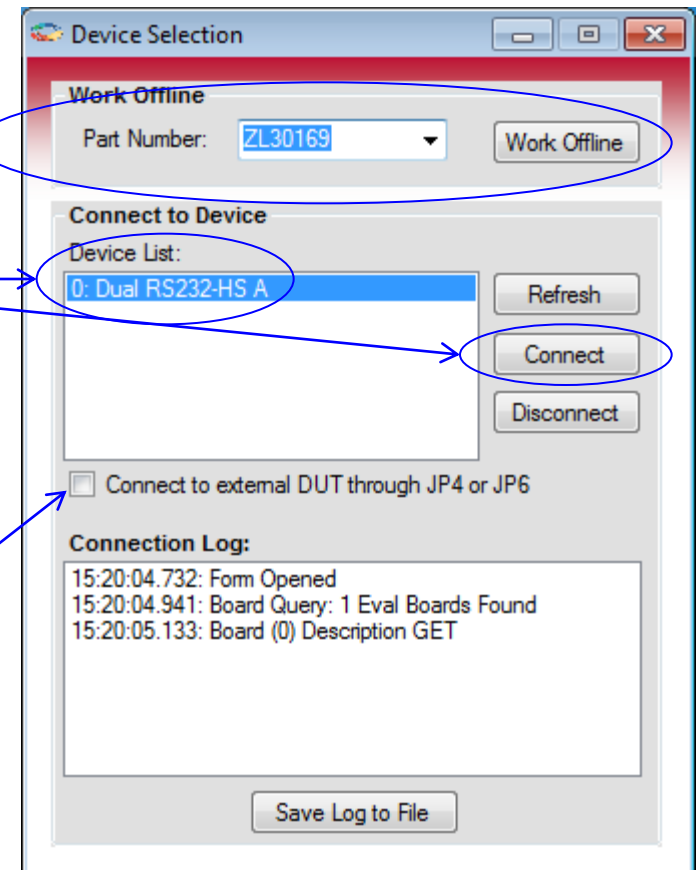 Device Selection
Work Offline
Part Number: ZL30169 Work Offline
Connect to Device
Device List:
0: Dual RS232-HS A
Refresh
Connect
Disconnect
Connect to external DUT through JP4 or JP6
Connection Log:
15:20:04.732: Form Opened
15:20:04.941: Board Query: 1 Eval Boards Found
15:20:05.133: Board (0) Description GET
Save Log to File